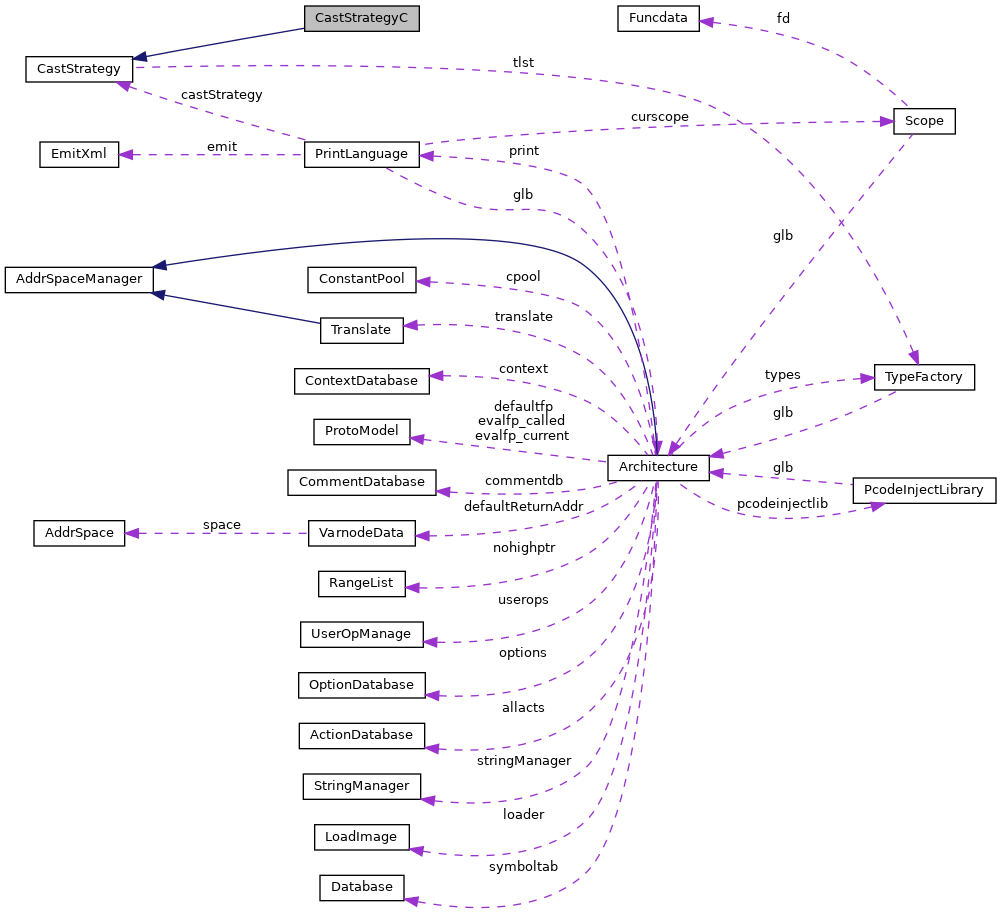 CastStrategyC
Funcdata
fd
CastStrategy
tlst
castStrategy
curscope
Scope
EmitXml
emit
PrintLanguage
print
glb
glb
AddrSpaceManager
ConstantPool
cpool
Translate
translate
ContextDatabase
context
types
TypeFactory
defaultfp
evalfp_called
evalfp_current
glb
ProtoModel
Architecture
glb
CommentDatabase
commentdb
PcodeInjectLibrary
pcodeinjectlib
defaultReturnAddr
AddrSpace
space
VarnodeData
nohighptr
RangeList
userops
UserOpManage
options
OptionDatabase
allacts
ActionDatabase
stringManager
StringManager
loader
LoadImage
symboltab
Database